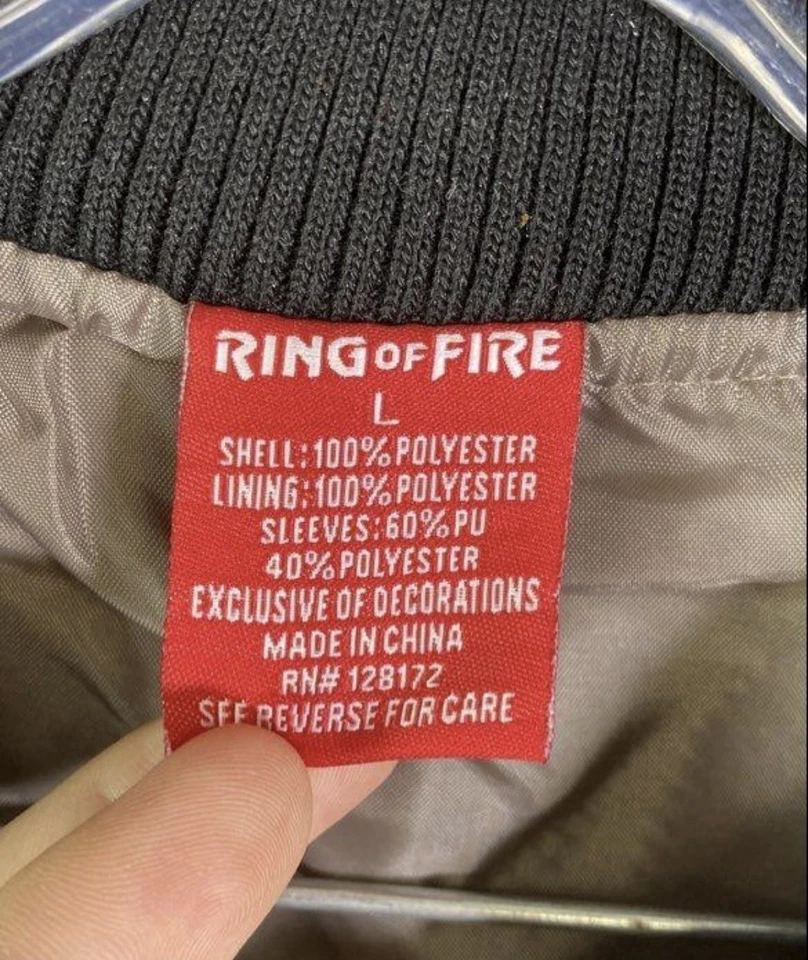 RING OF FIRE
L
SHELL:100%POLYESTER
LINING:100%POLYESTER
SLEEVES:60%PU
40%POLYESTER
EXCLUSIVE OF DECORATIONS
MADE IN CHINA
RN# 128172
SEE REVERSE FOR CARE